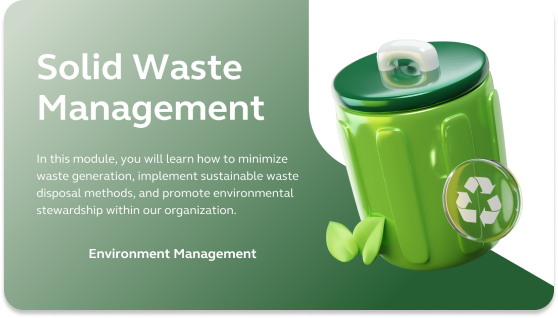 Solid Waste
Management
In this module, you will learn how to minimize
waste generation, implement sustainable waste
disposal methods, and promote environmental
stewardship within our organization.
Environment Management